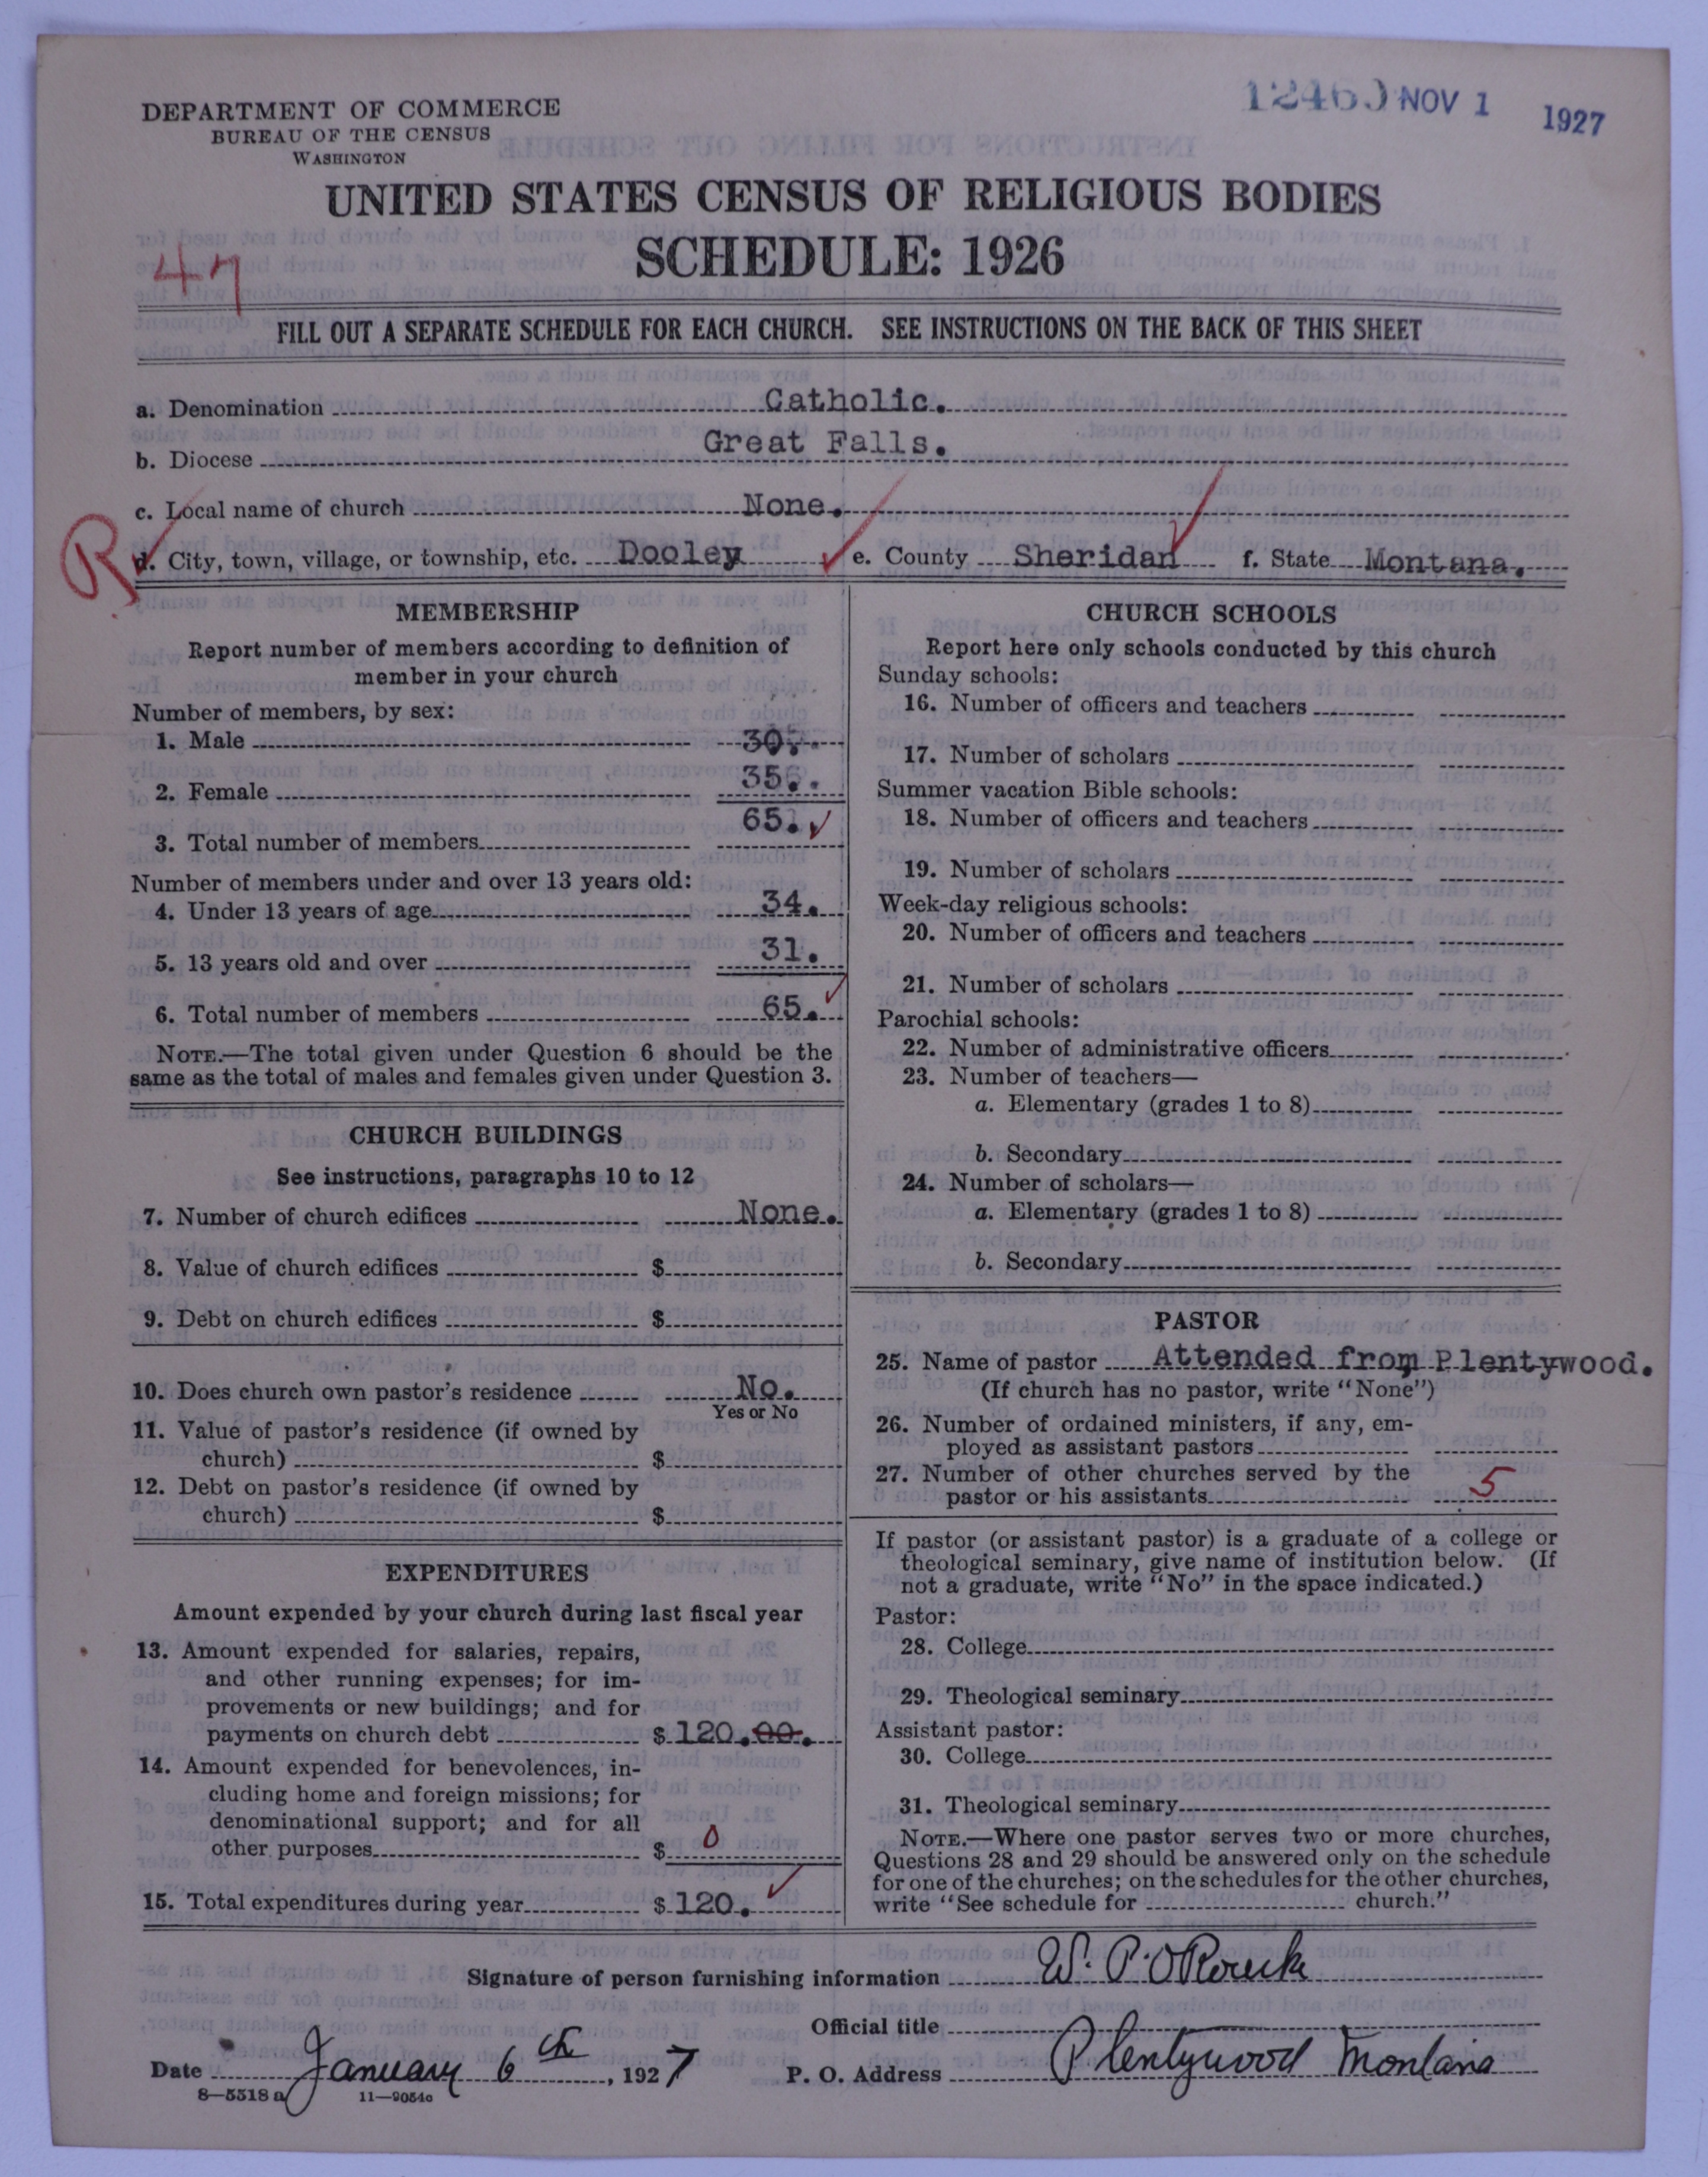 DEPARTMENT OF COMMERCE
BUREAU OF THE CENSUS
WASHINGTON
NOV 1 1927
UNITED STATES CENSUS OF RELIGIOUS BODIES
SCHEDULE: 1926
47
FILL OUT A SEPARATE SCHEDULE FOR EACH CHURCH. SEE INSTRUCTIONS ON THE BACK OF THIS SHEET
a. Denomination Catholic.
b. Diocese Great Falls.
c. Local name of church None.
R
d. City, town, village, or township, etc. Dooley e. County Sheridan f. State Montana.
MEMBERSHIP
Report number of members according to definition of
member in your church
Number of members, by sex:
1. Male 30.
2. Female 35.
3. Total number of members 65.
Number of members under and over 13 years old:
4. Under 13 years of age 34.
5. 13 years old and over 31.
6. Total number of members 65.
NOTE.—The total given under Question 6 should be the
same as the total of males and females given under Question 3.
CHURCH BUILDINGS
See instructions, paragraphs 10 to 12
7. Number of church edifices None.
8. Value of church edifices $
9. Debt on church edifices $
10. Does church own pastor's residence No.
Yes or No
11. Value of pastor's residence (if owned by
church) $
12. Debt on pastor's residence (if owned by
church) $
EXPENDITURES
Amount expended by your church during last fiscal year
13. Amount expended for salaries, repairs,
and other running expenses; for im-
provements or new buildings; and for
payments on church debt $ 120.00.
14. Amount expended for benevolences, in-
cluding home and foreign missions; for
denominational support; and for all
other purposes $ 0
15. Total expenditures during year $ 120.
CHURCH SCHOOLS
Report here only schools conducted by this church
Sunday schools:
16. Number of officers and teachers
17. Number of scholars
Summer vacation Bible schools:
18. Number of officers and teachers
19. Number of scholars
Week-day religious schools:
20. Number of officers and teachers
21. Number of scholars
Parochial schools:
22. Number of administrative officers
23. Number of teachers—
a. Elementary (grades 1 to 8)
b. Secondary
24. Number of scholars—
a. Elementary (grades 1 to 8)
b. Secondary
PASTOR
25. Name of pastor Attended from Plentywood.
(If church has no pastor, write "None")
26. Number of ordained ministers, if any, em-
ployed as assistant pastors
27. Number of other churches served by the
pastor or his assistants 5
If pastor (or assistant pastor) is a graduate of a college or
theological seminary, give name of institution below. (If
not a graduate, write "No" in the space indicated.)
Pastor:
28. College
29. Theological seminary
Assistant pastor:
30. College
31. Theological seminary
NOTE.—Where one pastor serves two or more churches,
Questions 28 and 29 should be answered only on the schedule
for one of the churches; on the schedules for the other churches,
write "See schedule for church."
Signature of person furnishing information W. P. O'Rourk
Official title
Date January 6th, 1927 P. O. Address Plentywood Montana
8-5518 a 11-9054a